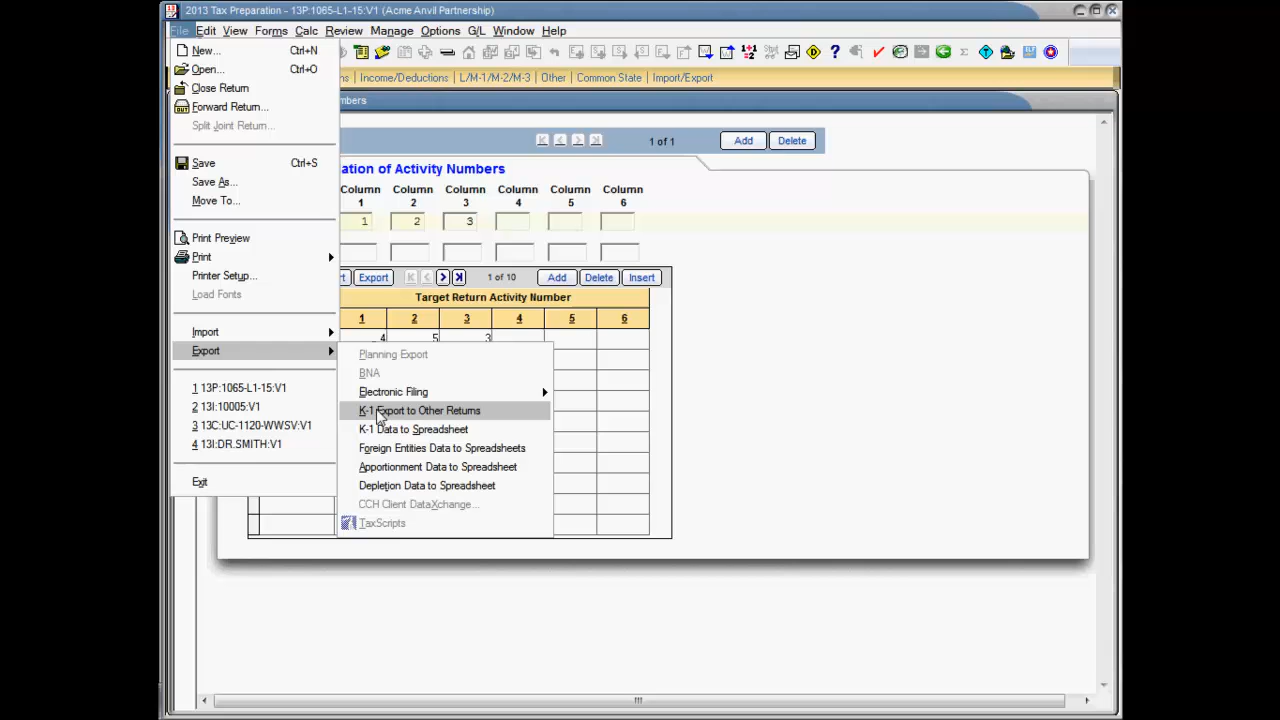 2013 Tax Preparation - 13P:1065-L1-15:V1 (Acme Anvil Partnership)
File Edit View Forms Calc Review Manage Options G/L Window Help
ns Income/Deductions L/M-1/M-2/M-3 Other Common State Import/Export
mbers
New... Ctrl+N
Open... Ctrl+O
Close Return
Forward Return...
Split Joint Return...
Save Ctrl+S
Save As...
Move To...
Print Preview
Print
Printer Setup...
Load Fonts
Import
Export
1 13P:1065-L1-15:V1
2 13I:10005:V1
3 13C:UC-1120-WWSV:V1
4 13I:DR.SMITH:V1
Exit
1 of 1 Add Delete
ation of Activity Numbers
Column Column Column Column Column Column
1 2 3 4 5 6
1 2 3
rt Export 1 of 10 Add Delete Insert
Target Return Activity Number
1 2 3 4 5 6
4 5 3
Planning Export
BNA
Electronic Filing
K-1 Export to Other Returns
K-1 Data to Spreadsheet
Foreign Entities Data to Spreadsheets
Apportionment Data to Spreadsheet
Depletion Data to Spreadsheet
CCH Client DataXchange...
TaxScripts